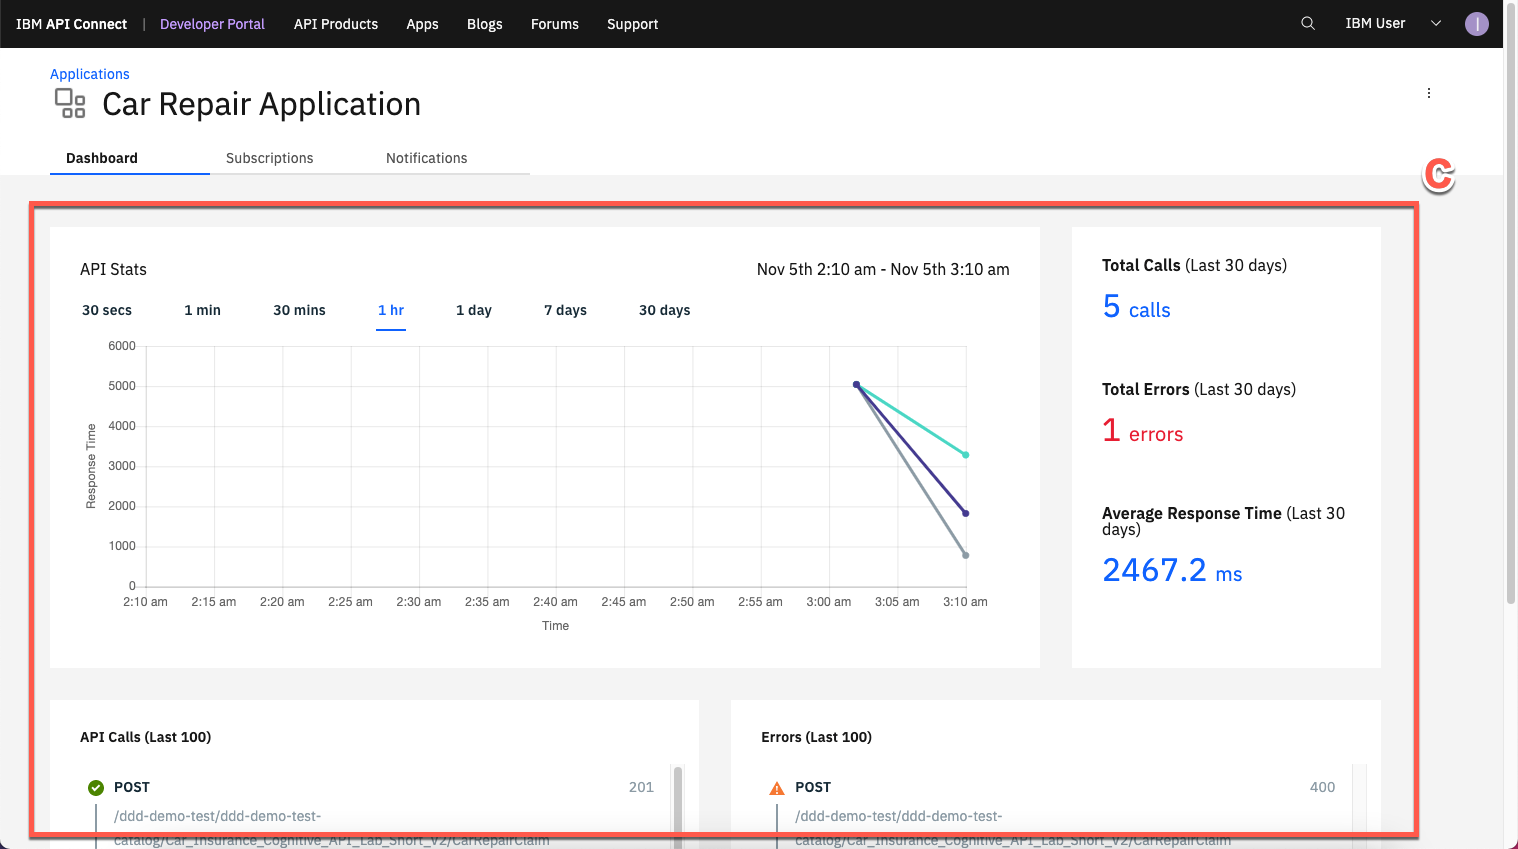 IBM API Connect | Developer Portal API Products Apps Blogs Forums Support IBM User I
Applications
Car Repair Application
Dashboard Subscriptions Notifications
C
API Stats Nov 5th 2:10 am - Nov 5th 3:10 am
30 secs 1 min 30 mins 1 hr 1 day 7 days 30 days
6000
5000
4000
3000
2000
1000
0
Response Time
2:10 am 2:15 am 2:20 am 2:25 am 2:30 am 2:35 am 2:40 am 2:45 am 2:50 am 2:55 am 3:00 am 3:05 am 3:10 am
Time
Total Calls (Last 30 days)
5 calls
Total Errors (Last 30 days)
1 errors
Average Response Time (Last 30
days)
2467.2 ms
API Calls (Last 100)
POST 201
/ddd-demo-test/ddd-demo-test-
catalog/Car_Insurance_Cognitive_API_Lab_Short_V2/CarRepairClaim
Errors (Last 100)
POST 400
/ddd-demo-test/ddd-demo-test-
catalog/Car_Insurance_Cognitive_API_Lab_Short_V2/CarRepairClaim